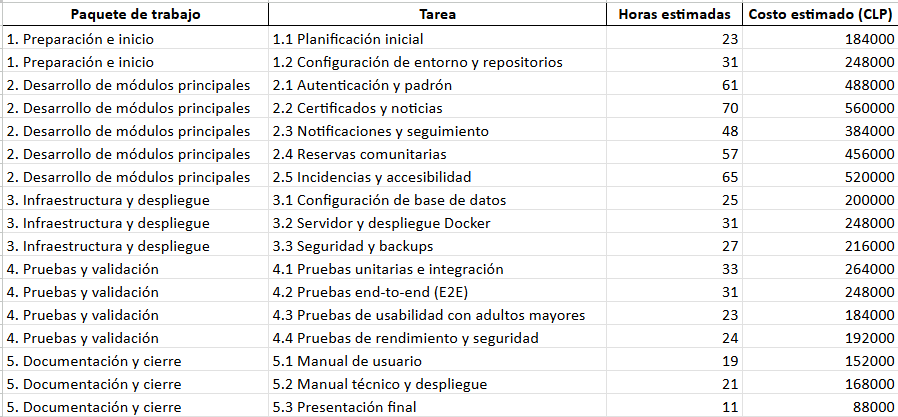 Paquete de trabajo Tarea Horas estimadas Costo estimado (CLP)
1. Preparación e inicio 1.1 Planificación inicial 23 184000
1. Preparación e inicio 1.2 Configuración de entorno y repositorios 31 248000
2. Desarrollo de módulos principales 2.1 Autenticación y padrón 61 488000
2. Desarrollo de módulos principales 2.2 Certificados y noticias 70 560000
2. Desarrollo de módulos principales 2.3 Notificaciones y seguimiento 48 384000
2. Desarrollo de módulos principales 2.4 Reservas comunitarias 57 456000
2. Desarrollo de módulos principales 2.5 Incidencias y accesibilidad 65 520000
3. Infraestructura y despliegue 3.1 Configuración de base de datos 25 200000
3. Infraestructura y despliegue 3.2 Servidor y despliegue Docker 31 248000
3. Infraestructura y despliegue 3.3 Seguridad y backups 27 216000
4. Pruebas y validación 4.1 Pruebas unitarias e integración 33 264000
4. Pruebas y validación 4.2 Pruebas end-to-end (E2E) 31 248000
4. Pruebas y validación 4.3 Pruebas de usabilidad con adultos mayores 23 184000
4. Pruebas y validación 4.4 Pruebas de rendimiento y seguridad 24 192000
5. Documentación y cierre 5.1 Manual de usuario 19 152000
5. Documentación y cierre 5.2 Manual técnico y despliegue 21 168000
5. Documentación y cierre 5.3 Presentación final 11 88000